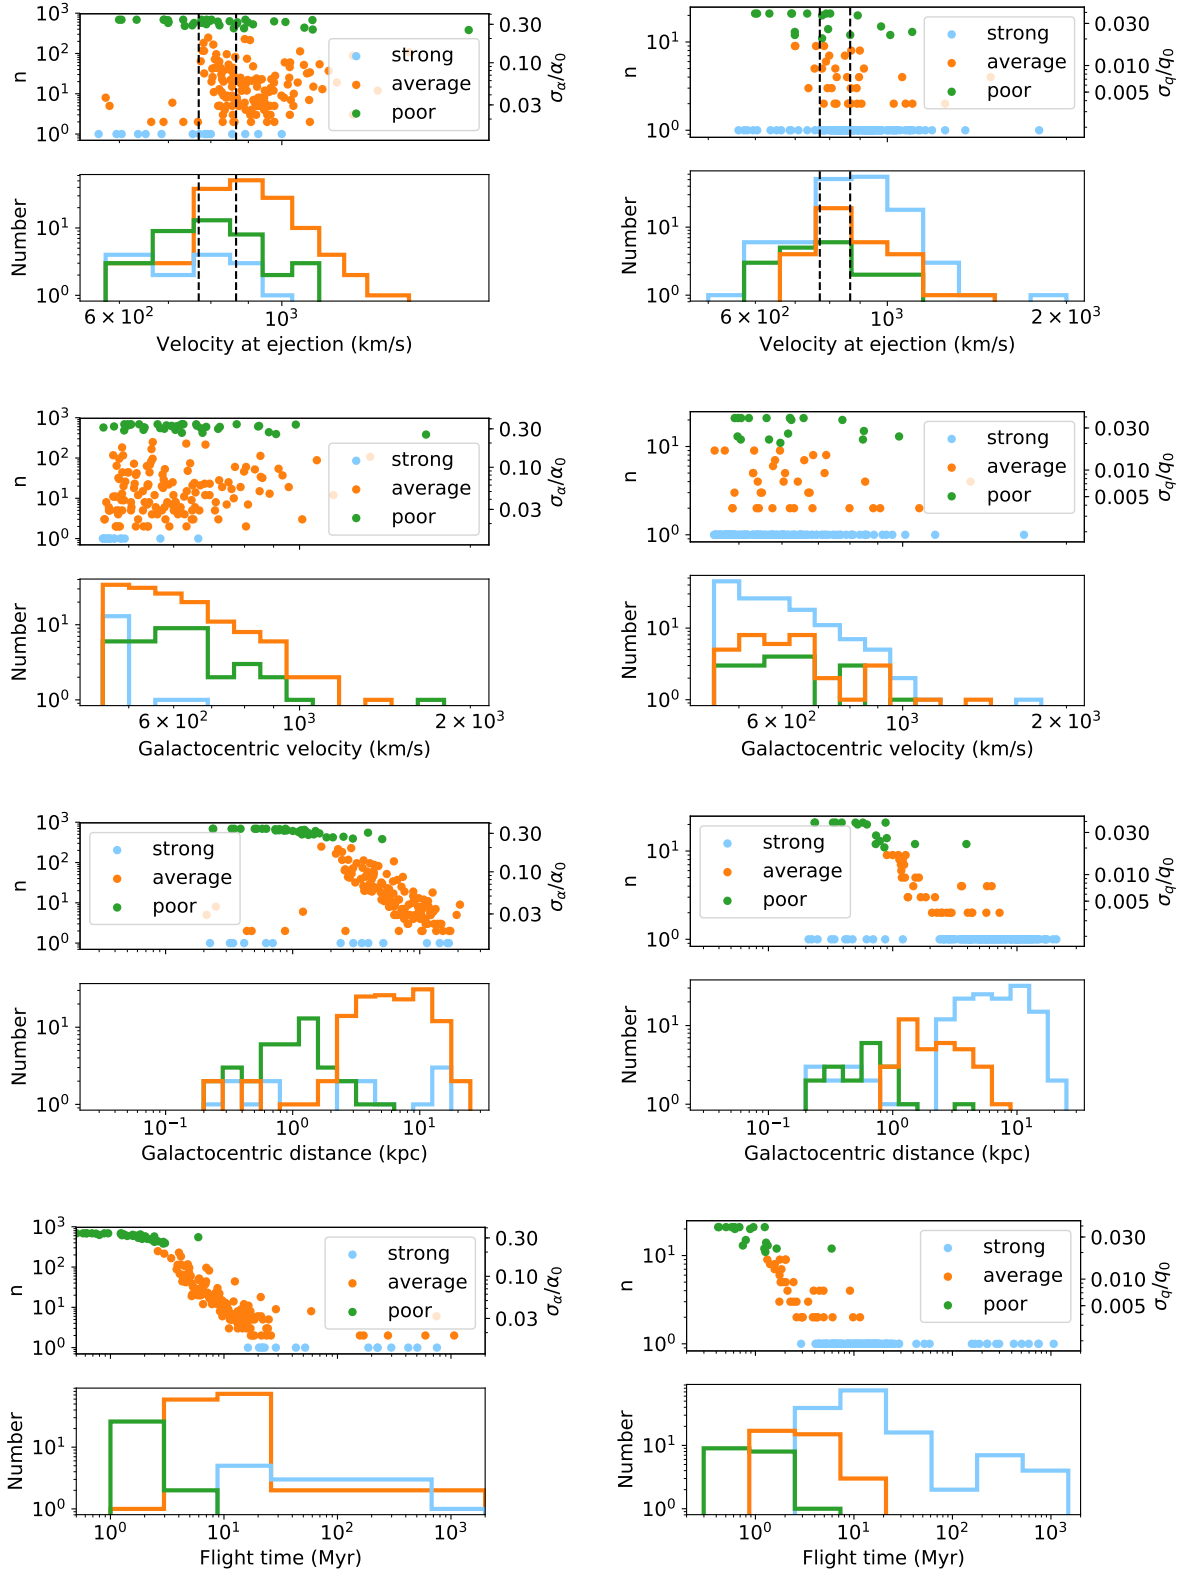 10³
10²
10¹
10⁰
n
0.30
0.10
0.03
σ_α/α₀
strong
average
poor
10¹
10⁰
n
0.030
0.010
0.005
σ_q/q₀
strong
average
poor
10¹
10⁰
Number
6 × 10²
10³
Velocity at ejection (km/s)
10¹
10⁰
Number
6 × 10²
10³
2 × 10³
Velocity at ejection (km/s)
10³
10²
10¹
10⁰
n
0.30
0.10
0.03
σ_α/α₀
strong
average
poor
10¹
10⁰
n
0.030
0.010
0.005
σ_q/q₀
strong
average
poor
10¹
10⁰
Number
6 × 10²
10³
2 × 10³
Galactocentric velocity (km/s)
10¹
10⁰
Number
6 × 10²
10³
2 × 10³
Galactocentric velocity (km/s)
10³
10²
10¹
10⁰
n
0.30
0.10
0.03
σ_α/α₀
strong
average
poor
10¹
10⁰
n
0.030
0.010
0.005
σ_q/q₀
strong
average
poor
10¹
10⁰
Number
10⁻¹
10⁰
10¹
Galactocentric distance (kpc)
10¹
10⁰
Number
10⁻¹
10⁰
10¹
Galactocentric distance (kpc)
10³
10²
10¹
10⁰
n
0.30
0.10
0.03
σ_α/α₀
strong
average
poor
10¹
10⁰
n
0.030
0.010
0.005
σ_q/q₀
strong
average
poor
10¹
10⁰
Number
10⁰
10¹
10²
10³
Flight time (Myr)
10¹
10⁰
Number
10⁰
10¹
10²
10³
Flight time (Myr)